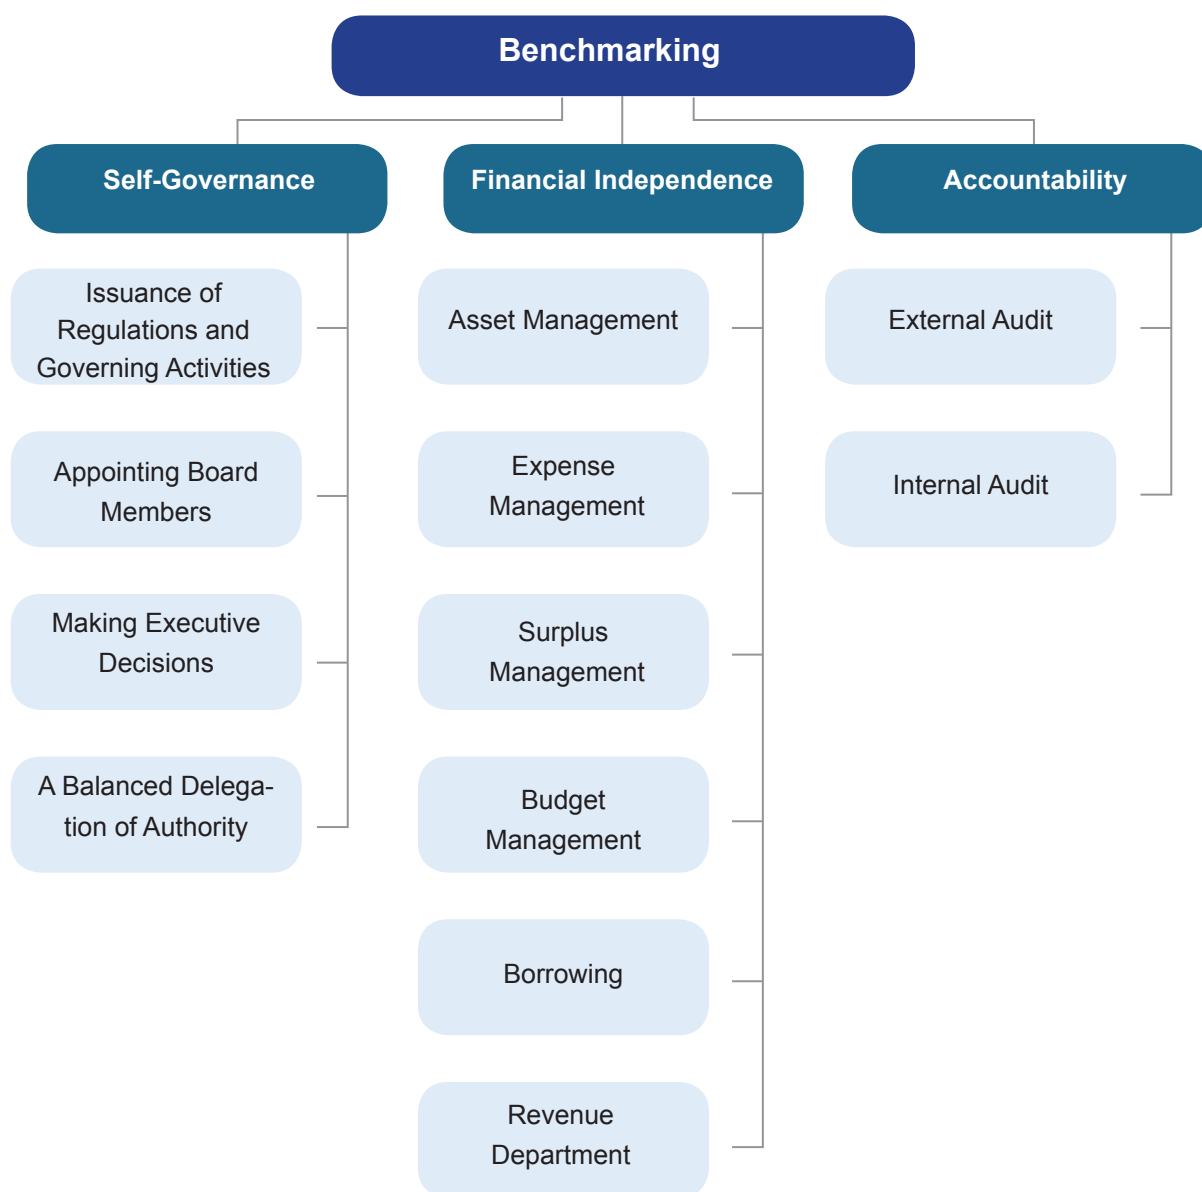 Benchmarking
Self-Governance
Issuance of
Regulations and
Governing Activities
Appointing Board
Members
Making Executive
Decisions
A Balanced Delega-
tion of Authority
Financial Independence
Asset Management
Expense
Management
Surplus
Management
Budget
Management
Borrowing
Revenue
Department
Accountability
External Audit
Internal Audit